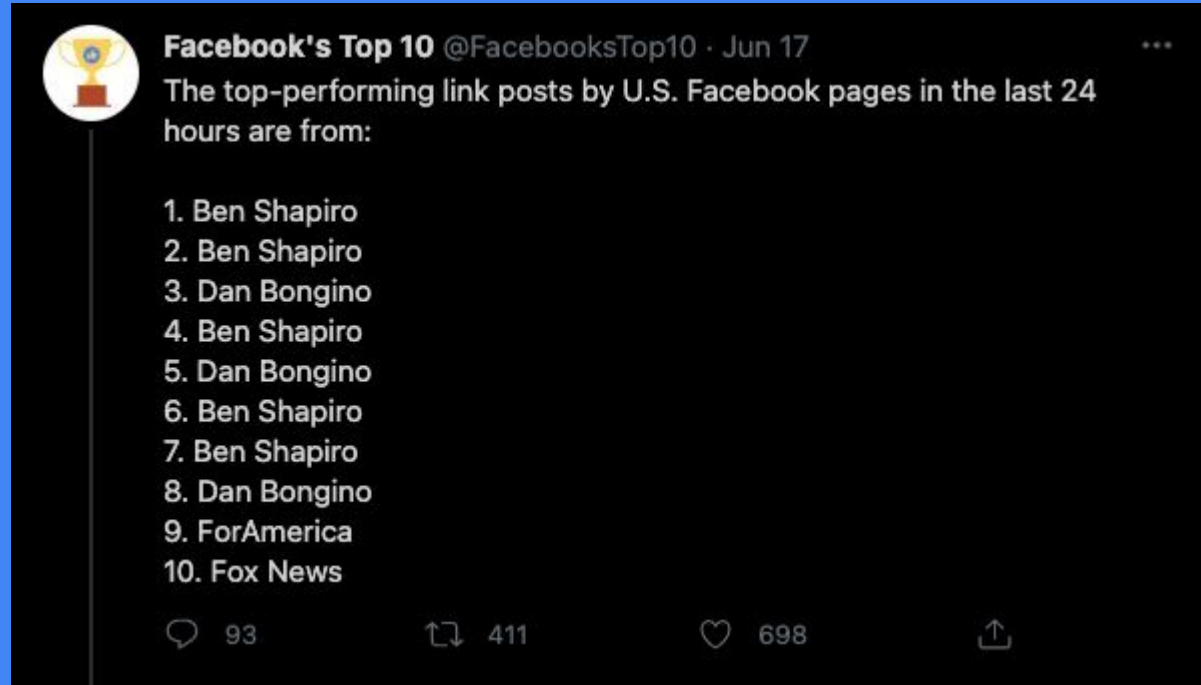 Facebook's Top 10 @FacebooksTop10 · Jun 17
The top-performing link posts by U.S. Facebook pages in the last 24
hours are from:
1. Ben Shapiro
2. Ben Shapiro
3. Dan Bongino
4. Ben Shapiro
5. Dan Bongino
6. Ben Shapiro
7. Ben Shapiro
8. Dan Bongino
9. ForAmerica
10. Fox News
93 411 698